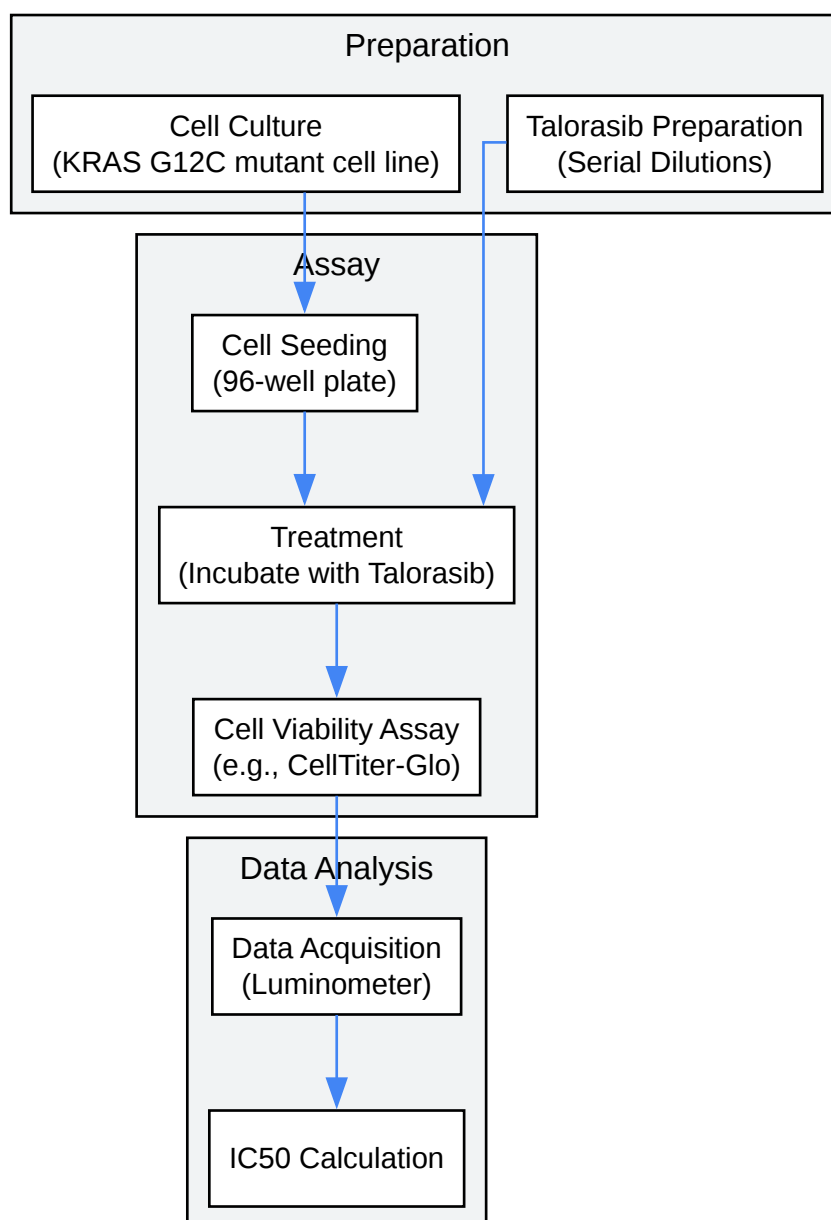 Preparation
Cell Culture
(KRAS G12C mutant cell line)
Talorasib Preparation
(Serial Dilutions)
Assay
Cell Seeding
(96-well plate)
Treatment
(Incubate with Talorasib)
Cell Viability Assay
(e.g., CellTiter-Glo)
Data Analysis
Data Acquisition
(Luminometer)
IC50 Calculation